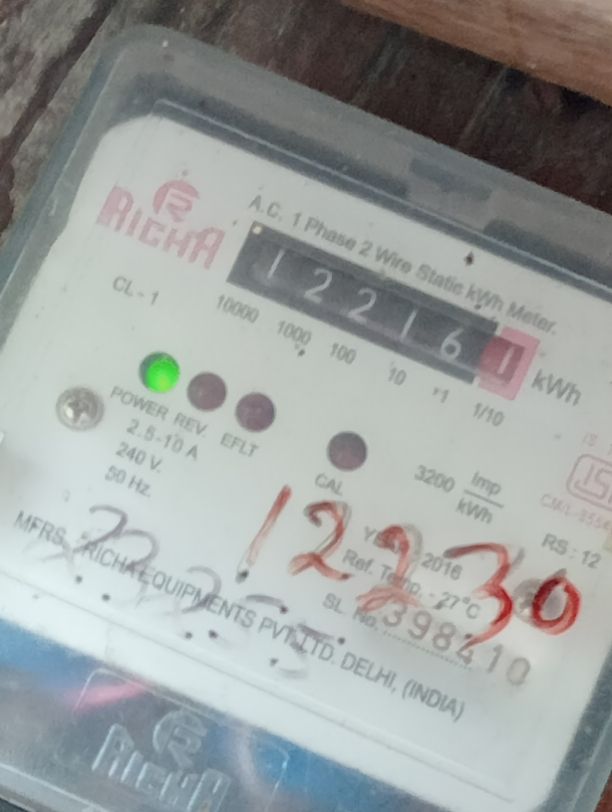 RICHA
A.C. 1 Phase 2 Wire Static kWh Meter.
1 2 2 1 6 1 kWh
CL - 1
10000 1000 100 10 1 1/10
POWER REV. EFLT
2.5-10 A
240 V.
50 Hz.
CAL
3200 Imp
kWh
RS : 12
2016
Ref. Temp. - 27°C
SL. No. 398410
12230
MFRS. : RICHA EQUIPMENTS PVT. LTD. DELHI, (INDIA)
RICHA